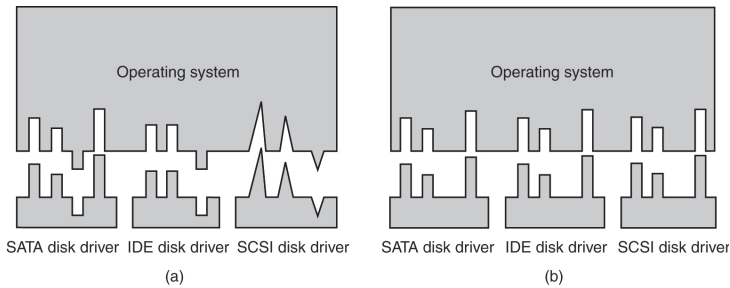 Operating system
Operating system
SATA disk driver IDE disk driver SCSI disk driver
SATA disk driver IDE disk driver SCSI disk driver
(a)
(b)